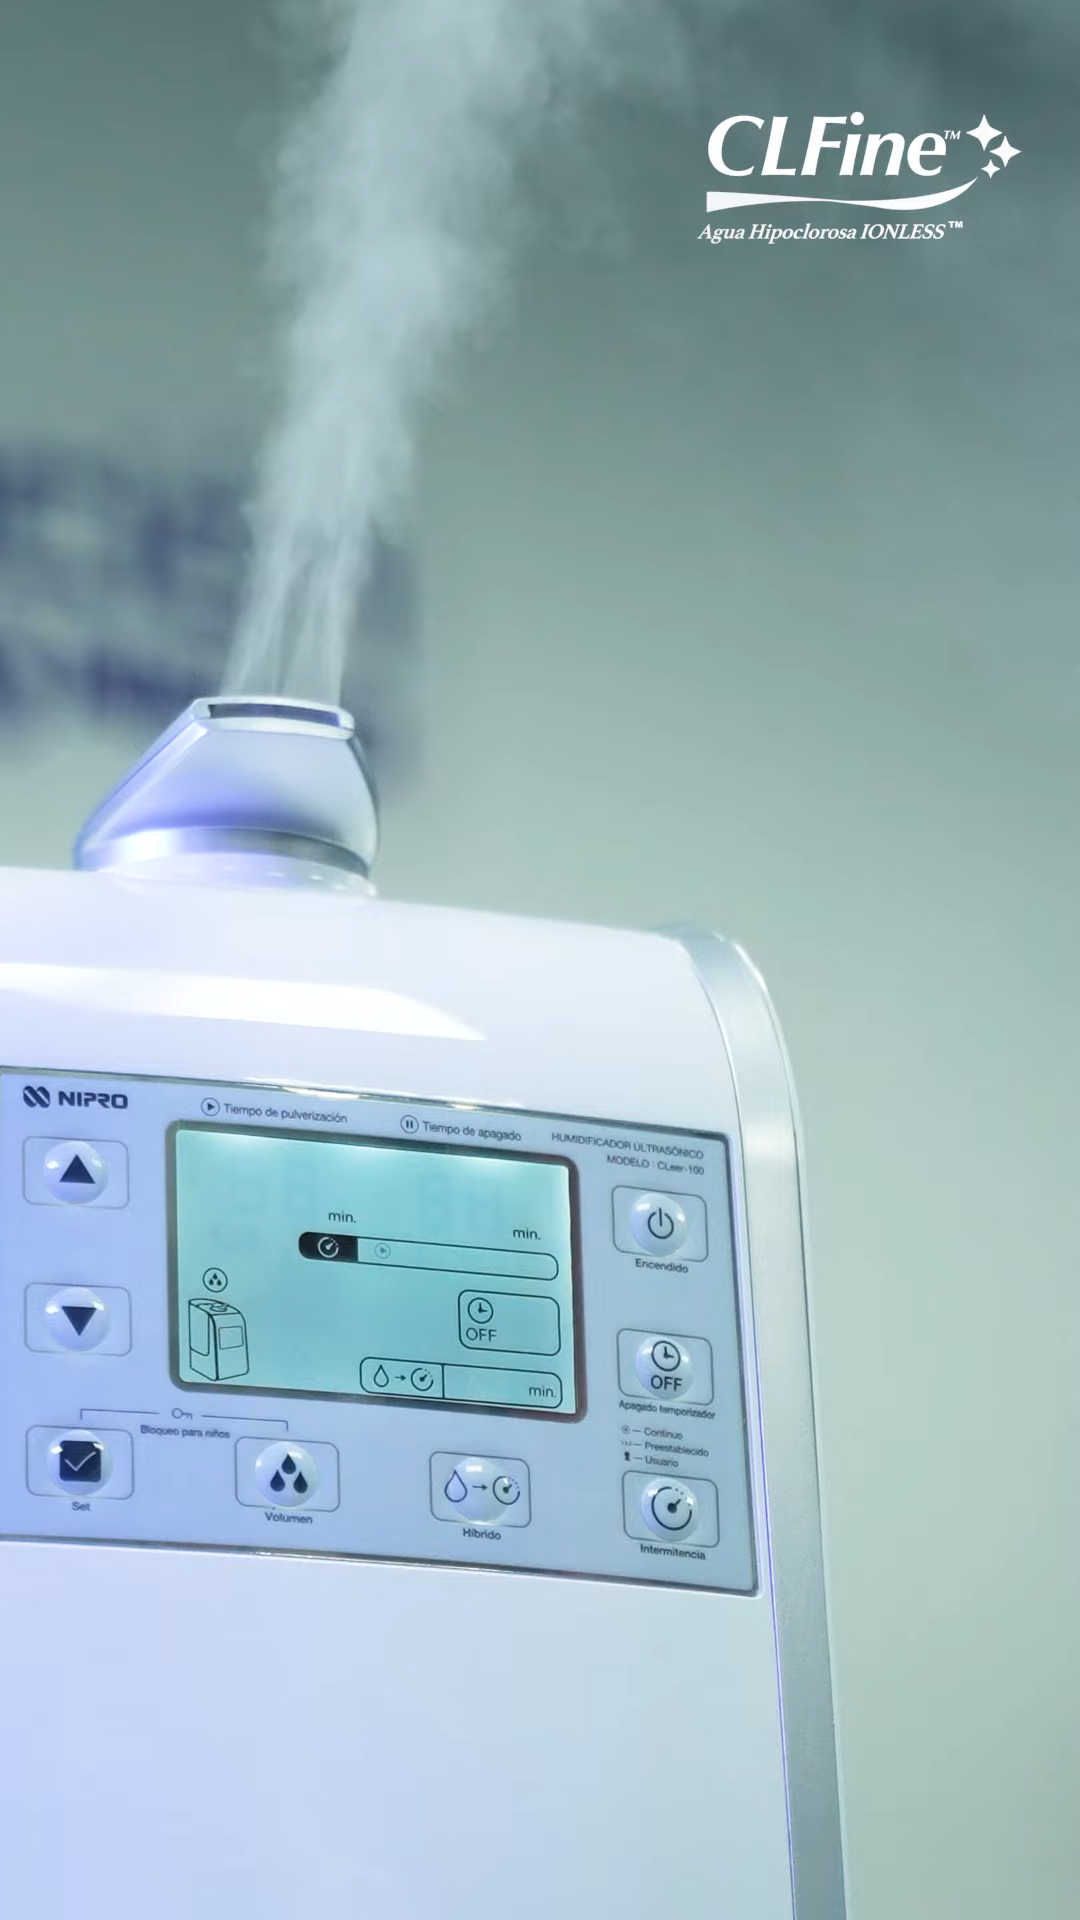 CLFine™
Agua Hipoclorosa IONLESS™
NIPRO
Tiempo de pulverización
Tiempo de apagado
HUMIDIFICADOR ULTRASÓNICO
MODELO : CLeer-100
min.
min.
OFF
min.
Encendido
OFF
Apagado temporizador
Continuo
Preestablecido
Usuario
Intermitencia
Bloqueo para niños
Set
Volumen
Híbrido